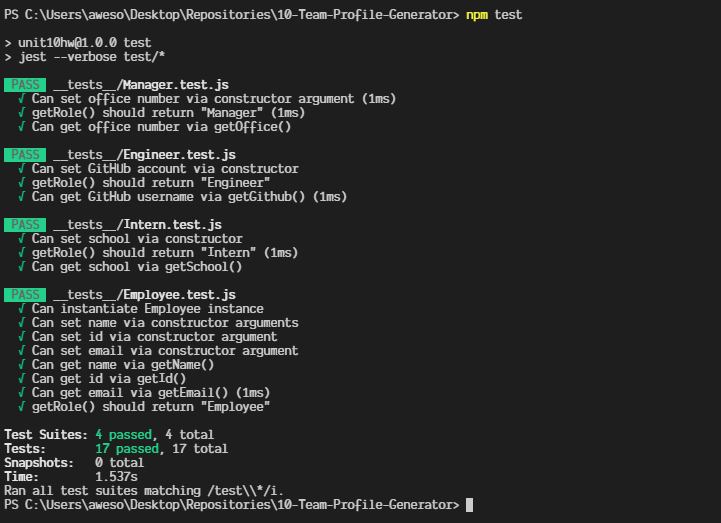 PS C:\Users\aweso\Desktop\Repositories\10-Team-Profile-Generator> npm test
> unit10hw@1.0.0 test
> jest --verbose test/*
PASS __tests__/Manager.test.js
√ Can set office number via constructor argument (1ms)
√ getRole() should return "Manager" (1ms)
√ Can get office number via getOffice()
PASS __tests__/Engineer.test.js
√ Can set GitHUb account via constructor
√ getRole() should return "Engineer"
√ Can get GitHub username via getGithub() (1ms)
PASS __tests__/Intern.test.js
√ Can set school via constructor
√ getRole() should return "Intern" (1ms)
√ Can get school via getSchool()
PASS __tests__/Employee.test.js
√ Can instantiate Employee instance
√ Can set name via constructor arguments
√ Can set id via constructor argument
√ Can set email via constructor argument
√ Can get name via getName()
√ Can get id via getId()
√ Can get email via getEmail() (1ms)
√ getRole() should return "Employee"
Test Suites: 4 passed, 4 total
Tests: 17 passed, 17 total
Snapshots: 0 total
Time: 1.537s
Ran all test suites matching /test\\*/i.
PS C:\Users\aweso\Desktop\Repositories\10-Team-Profile-Generator>